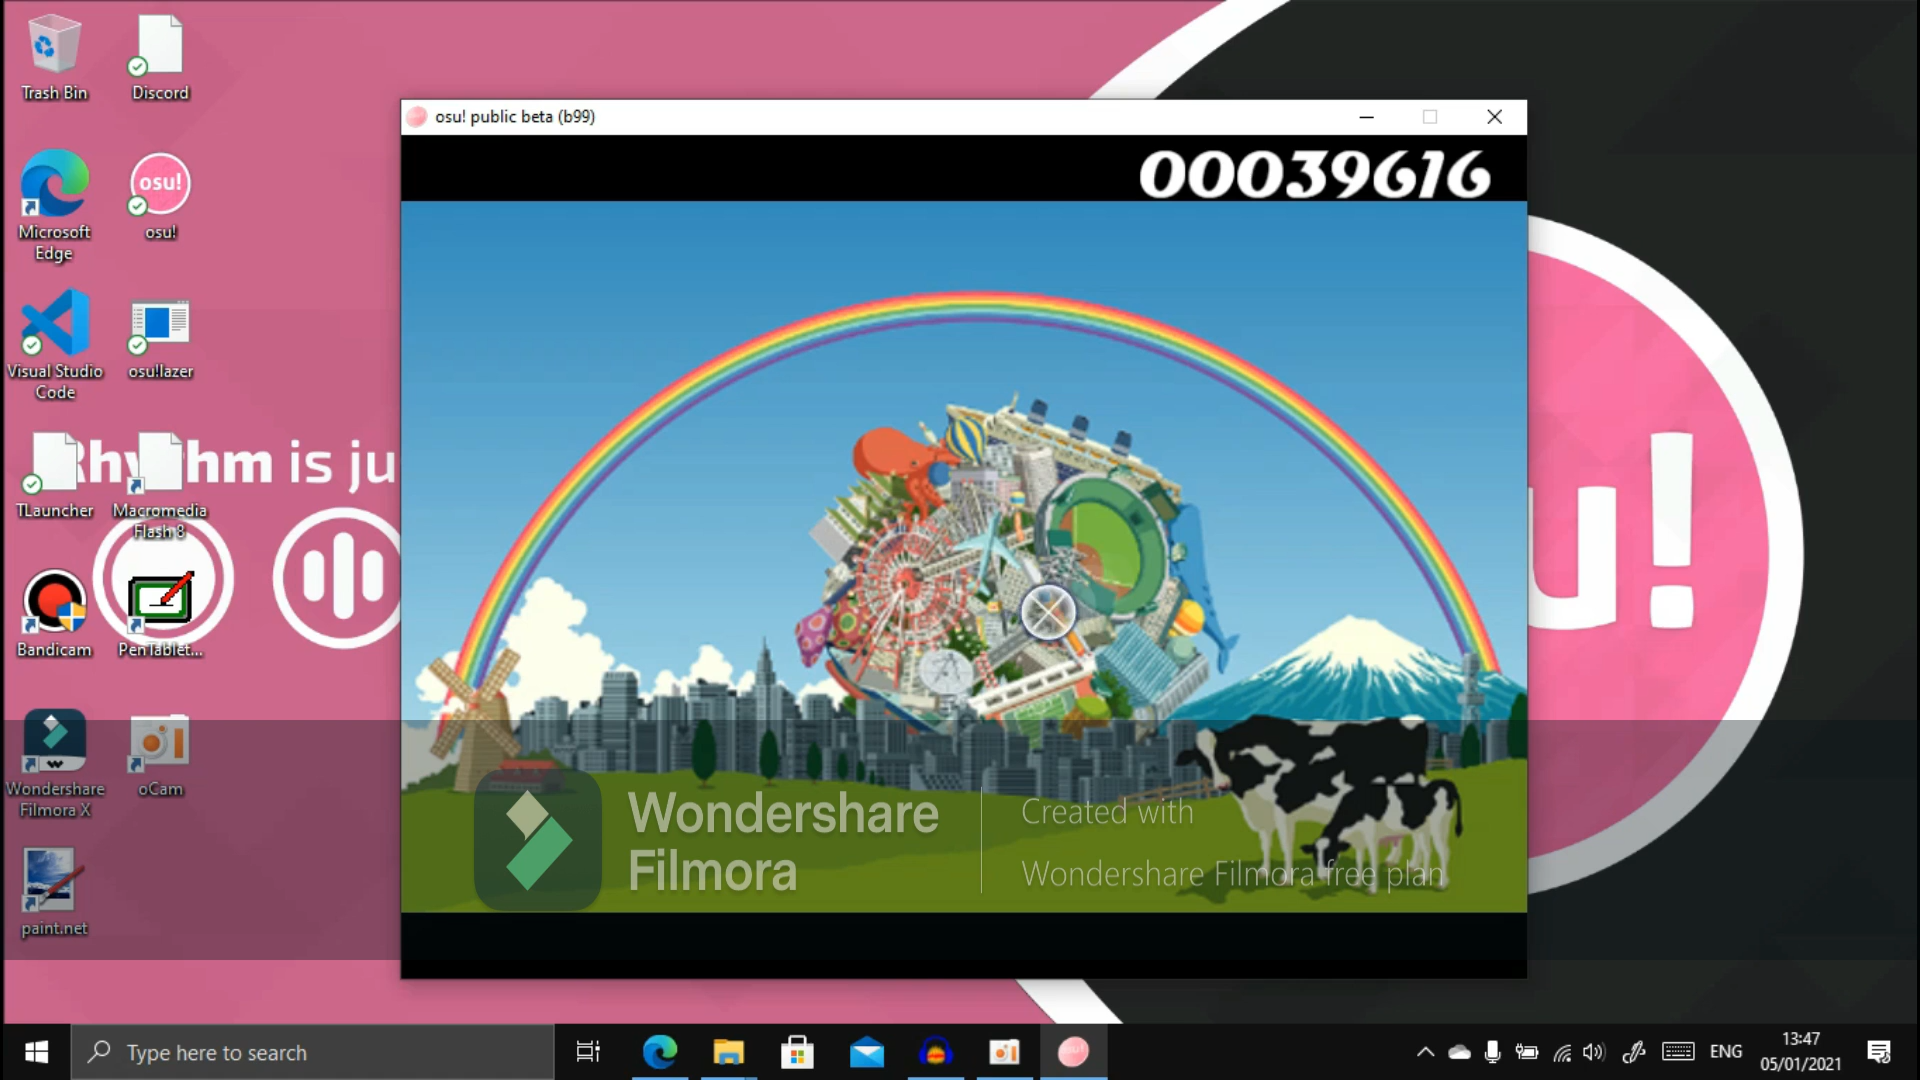 Trash Bin
Discord
Microsoft
Edge
osu!
osu!
Visual Studio
Code
osu!lazer
Rhythm is ju
TLauncher
Macromedia
Flash 8
Bandicam
PenTablet...
Wondershare
Filmora X
oCam
paint.net
osu! public beta (b99)
00039616
u!
Wondershare
Filmora
Created with
Wondershare Filmora free plan
Type here to search
osu!
ENG
13:47
05/01/2021